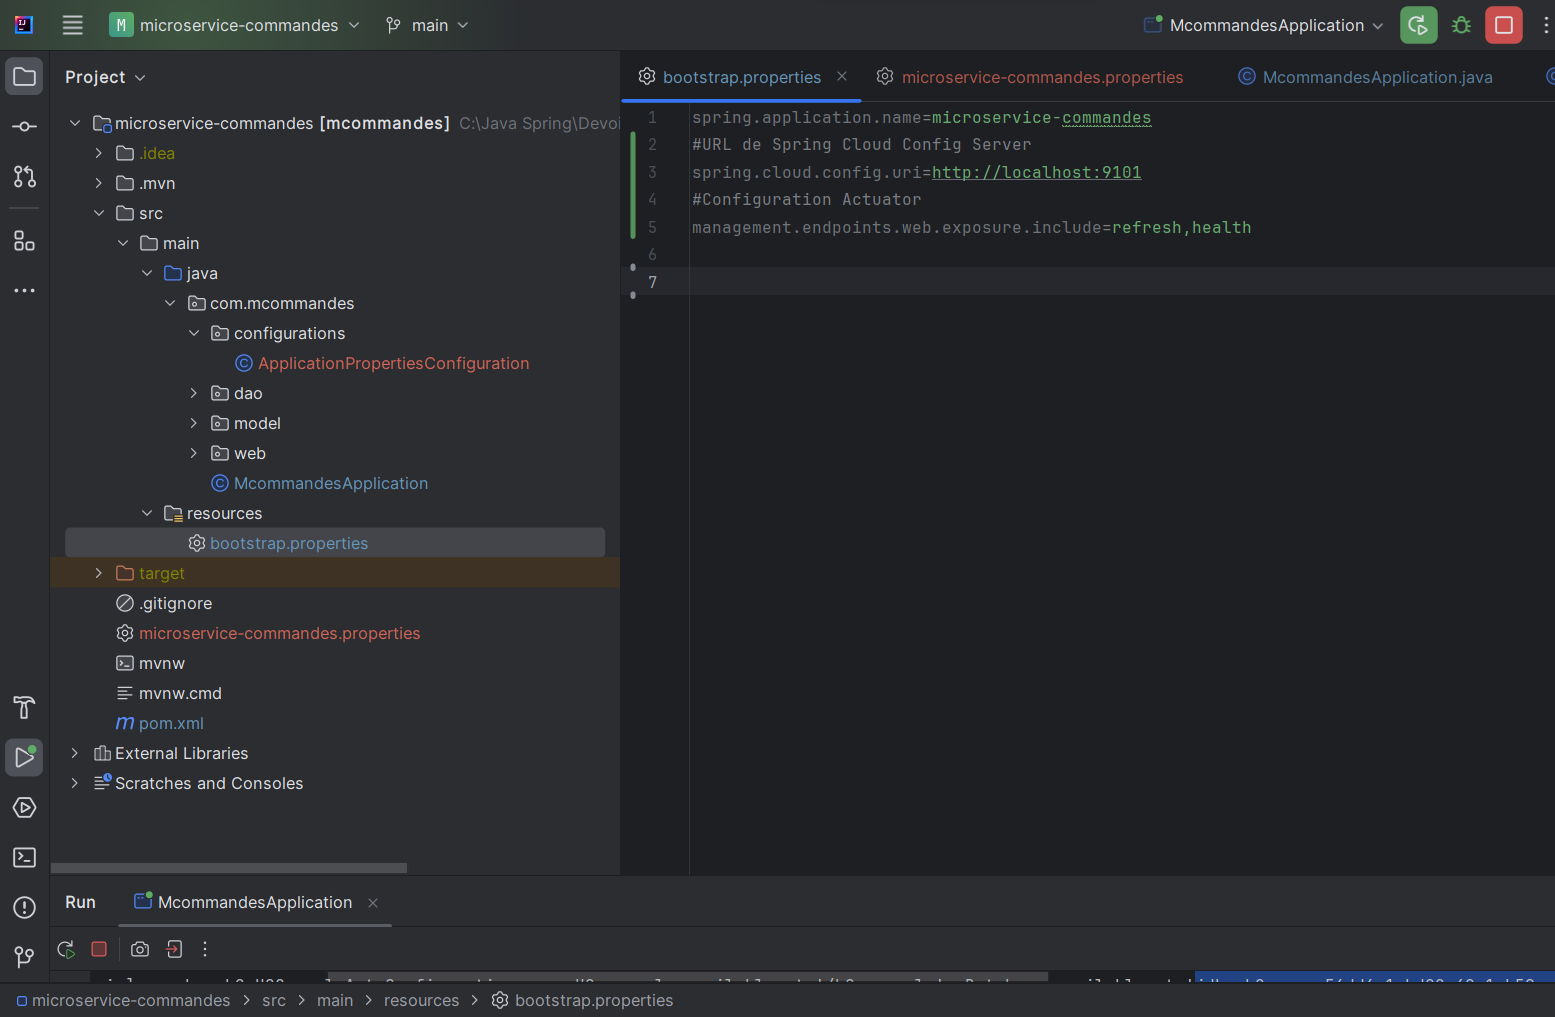 microservice-commandes main McommandesApplication
Project
bootstrap.properties microservice-commandes.properties McommandesApplication.java
microservice-commandes [mcommandes] C:\Java Spring\Devoi
.idea
.mvn
src
main
java
com.mcommandes
configurations
ApplicationPropertiesConfiguration
dao
model
web
McommandesApplication
resources
bootstrap.properties
target
.gitignore
microservice-commandes.properties
mvnw
mvnw.cmd
pom.xml
External Libraries
Scratches and Consoles
1 spring.application.name=microservice-commandes
2 #URL de Spring Cloud Config Server
3 spring.cloud.config.uri=http://localhost:9101
4 #Configuration Actuator
5 management.endpoints.web.exposure.include=refresh,health
6
7
Run McommandesApplication
microservice-commandes > src > main > resources > bootstrap.properties